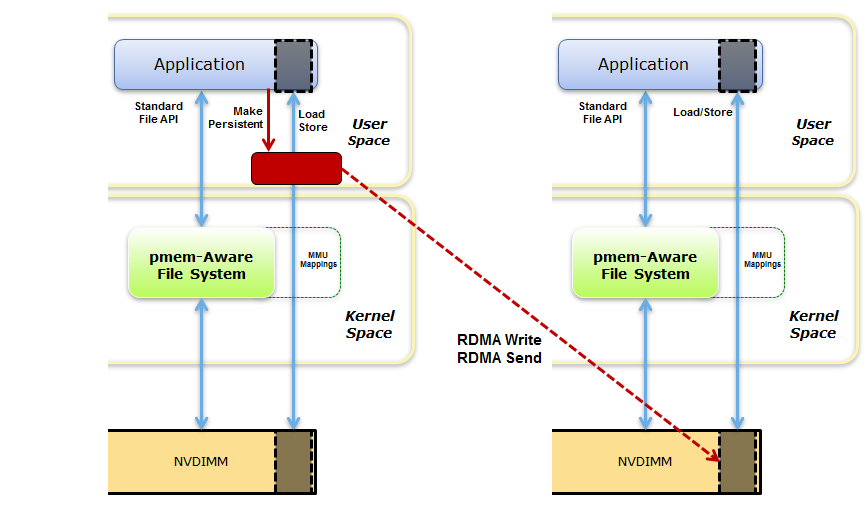 Application
Standard
File API
Make
Persistent
Load
Store
User
Space
pmem-Aware
File System
MMU
Mappings
Kernel
Space
NVDIMM
RDMA Write
RDMA Send
Application
Standard
File API
Load/Store
User
Space
pmem-Aware
File System
MMU
Mappings
Kernel
Space
NVDIMM